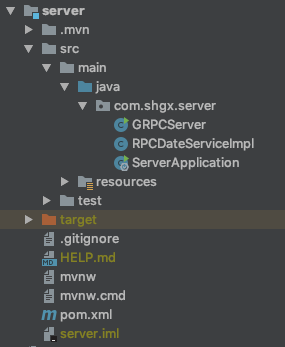 server
.mvn
src
main
java
com.shgx.server
GRPCServer
RPCDateServiceImpl
ServerApplication
resources
test
target
.gitignore
MD HELP.md
mvnw
mvnw.cmd
m pom.xml
server.iml